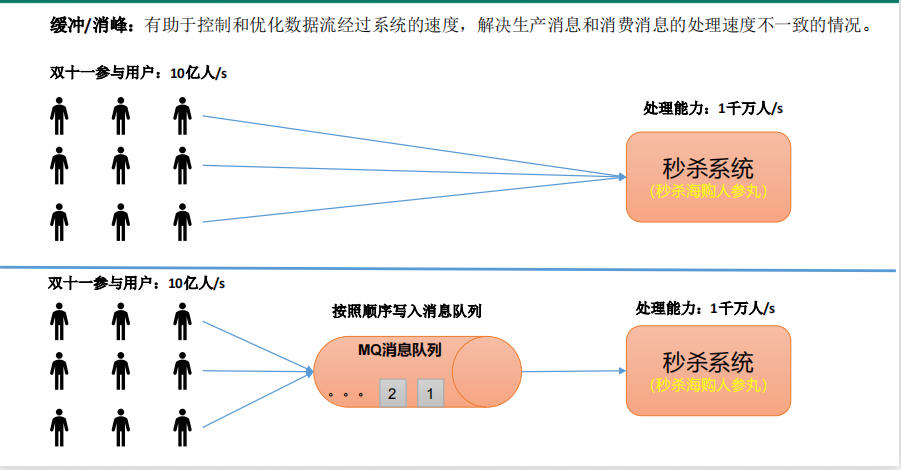 缓冲/消峰：有助于控制和优化数据流经过系统的速度，解决生产消息和消费消息的处理速度不一致的情况。
双十一参与用户：10亿人/s
处理能力：1千万人/s
秒杀系统
（秒杀海购人参丸）
双十一参与用户：10亿人/s
按照顺序写入消息队列
处理能力：1千万人/s
MQ消息队列
。。。 2 1
秒杀系统
（秒杀海购人参丸）